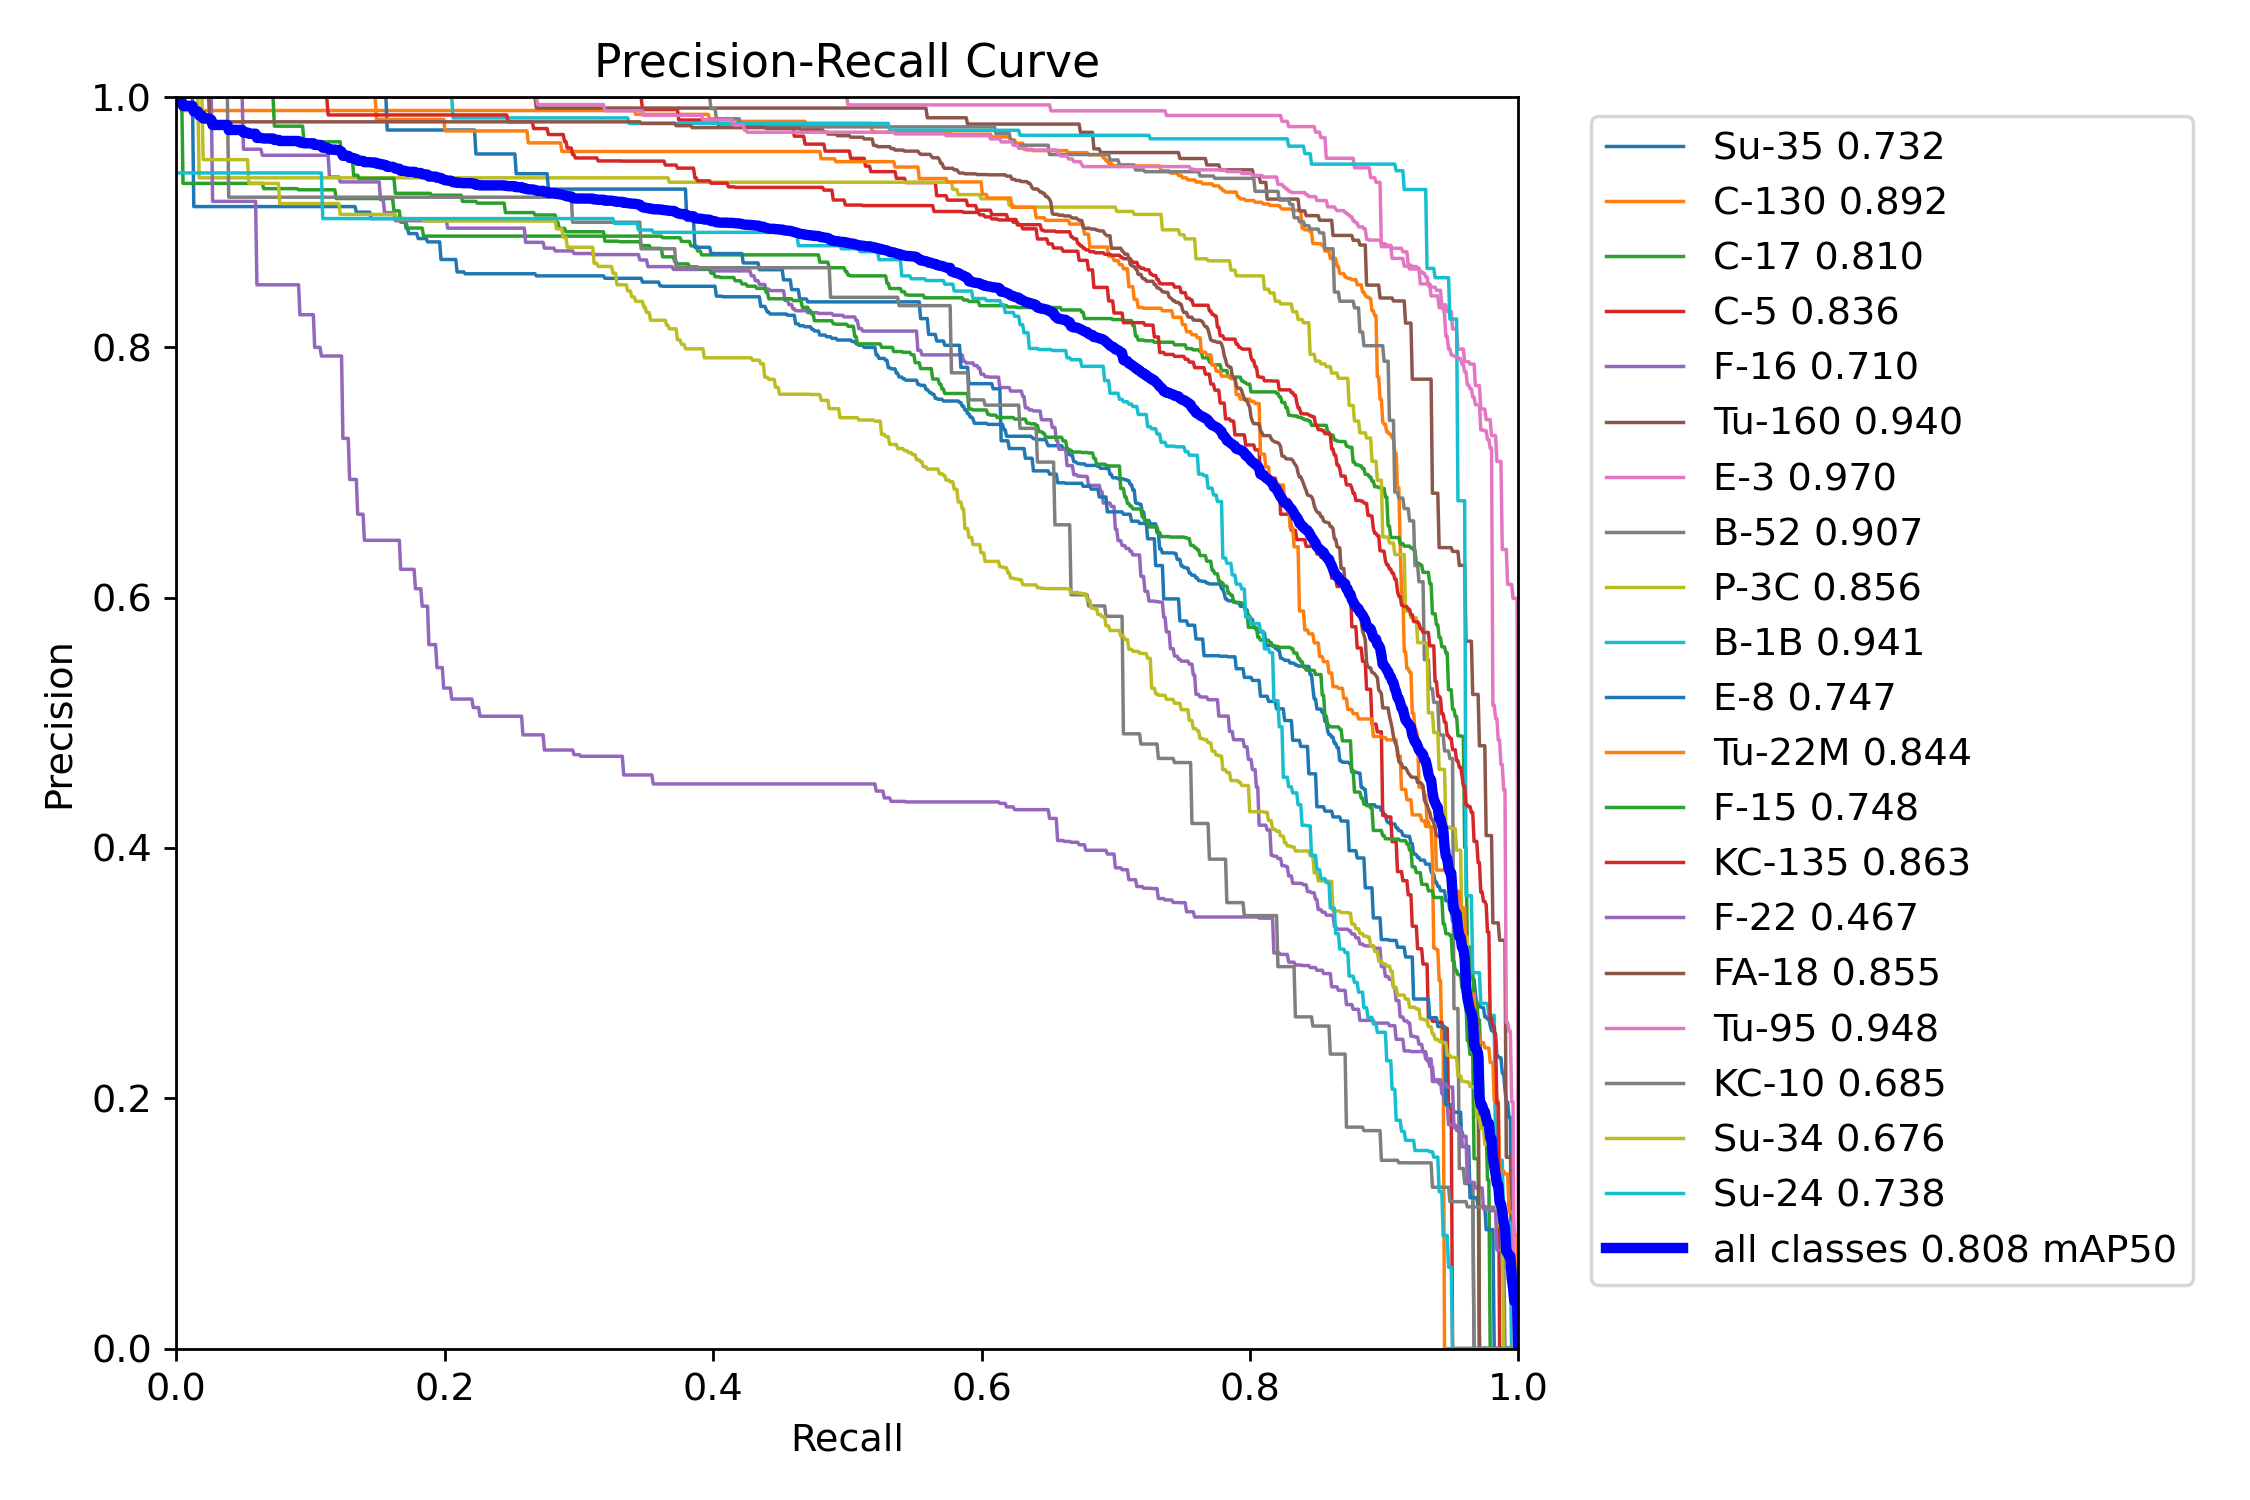 Precision-Recall Curve
1.0
0.8
0.6
0.4
0.2
0.0
Precision
0.0 0.2 0.4 0.6 0.8 1.0
Recall
Su-35 0.732
C-130 0.892
C-17 0.810
C-5 0.836
F-16 0.710
Tu-160 0.940
E-3 0.970
B-52 0.907
P-3C 0.856
B-1B 0.941
E-8 0.747
Tu-22M 0.844
F-15 0.748
KC-135 0.863
F-22 0.467
FA-18 0.855
Tu-95 0.948
KC-10 0.685
Su-34 0.676
Su-24 0.738
all classes 0.808 mAP50